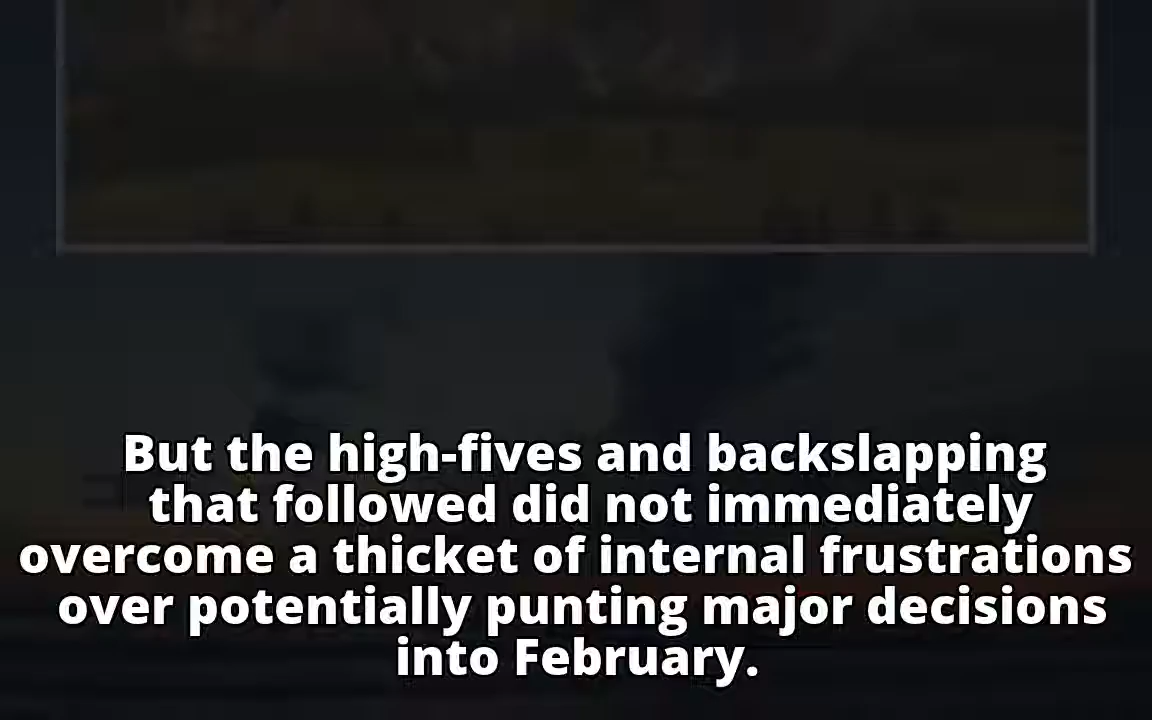 But the high-fives and backslapping
that followed did not immediately
overcome a thicket of internal frustrations
over potentially punting major decisions
into February.